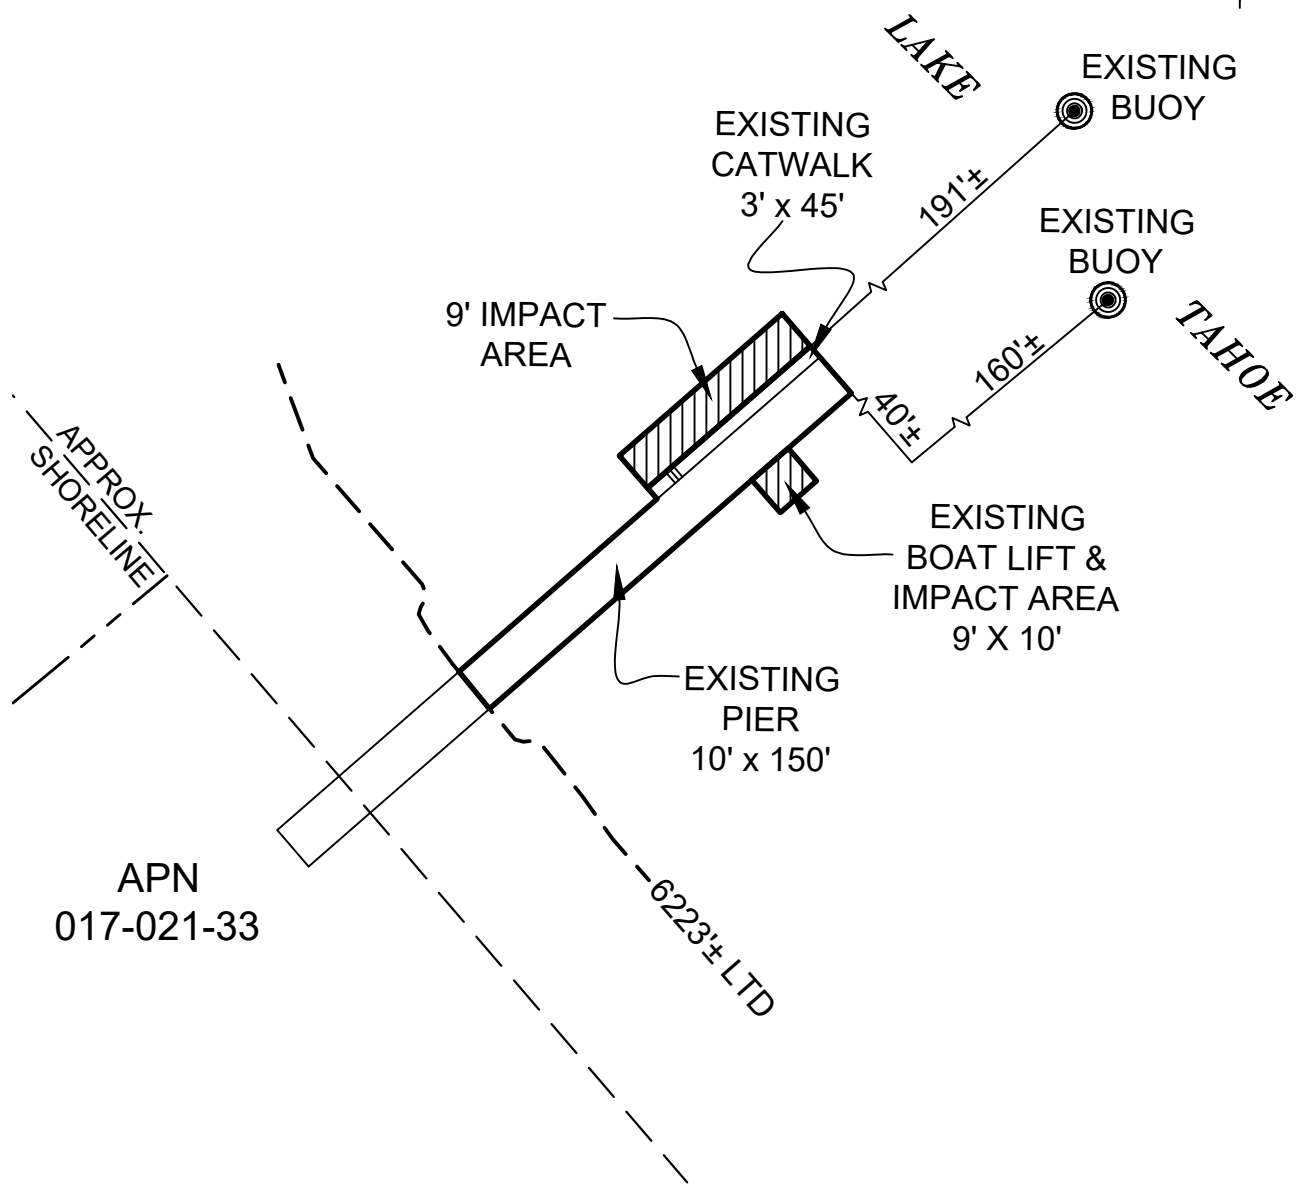 LAKE
EXISTING
BUOY
EXISTING
CATWALK
3' x 45'
191'±
EXISTING
BUOY
TAHOE
9' IMPACT
AREA
160'±
40'±
APPROX.
SHORELINE
EXISTING
BOAT LIFT &
IMPACT AREA
9' X 10'
EXISTING
PIER
10' x 150'
APN
017-021-33
6223'± LTD